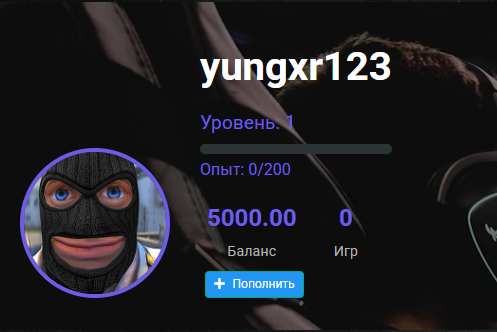 yungxr123
Уровень: 1
Опыт: 0/200
5000.00 0
Баланс Игр
Пополнить